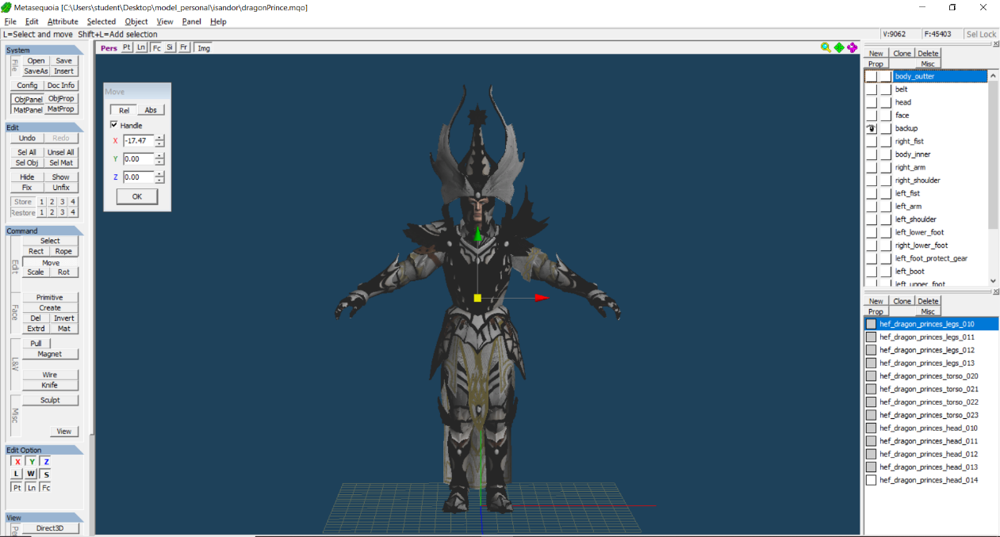 Metasequoia [C:\Users\student\Desktop\model_personal\isandor\dragonPrince.mqo]
File Edit Attribute Selected Object View Panel Help
L=Select and move Shift+L=Add selection V:9062 F:45403 Sel Lock
System
File
Open Save
SaveAs Insert
Config Doc Info
ObjPanel ObjProp
MatPanel MatProp
Edit
Undo Redo
Sel All Unsel All
Sel Obj Sel Mat
Hide Show
Fix Unfix
Store 1 2 3 4
Restore 1 2 3 4
Command
Edit
Select
Rect Rope
Move
Scale Rot
Face
Primitive
Create
Del Invert
Extrd Mat
L&V
Pull
Magnet
Wire
Knife
Misc
Sculpt
View
Edit Option
X Y Z
L W S
Pt Ln Fc
View
Direct3D
Pers Pt Ln Fc Si Fr Img
Move
Rel Abs
Handle
X -17.47
Y 0.00
Z 0.00
OK
New Clone Delete
Prop Misc
body_outter
belt
head
face
backup
right_fist
body_inner
right_arm
right_shoulder
left_fist
left_arm
left_shoulder
left_lower_foot
right_lower_foot
left_foot_protect_gear
left_boot
left_upper_foot
New Clone Delete
Prop Misc
hef_dragon_princes_legs_010
hef_dragon_princes_legs_011
hef_dragon_princes_legs_012
hef_dragon_princes_legs_013
hef_dragon_princes_torso_020
hef_dragon_princes_torso_021
hef_dragon_princes_torso_022
hef_dragon_princes_torso_023
hef_dragon_princes_head_010
hef_dragon_princes_head_011
hef_dragon_princes_head_012
hef_dragon_princes_head_013
hef_dragon_princes_head_014